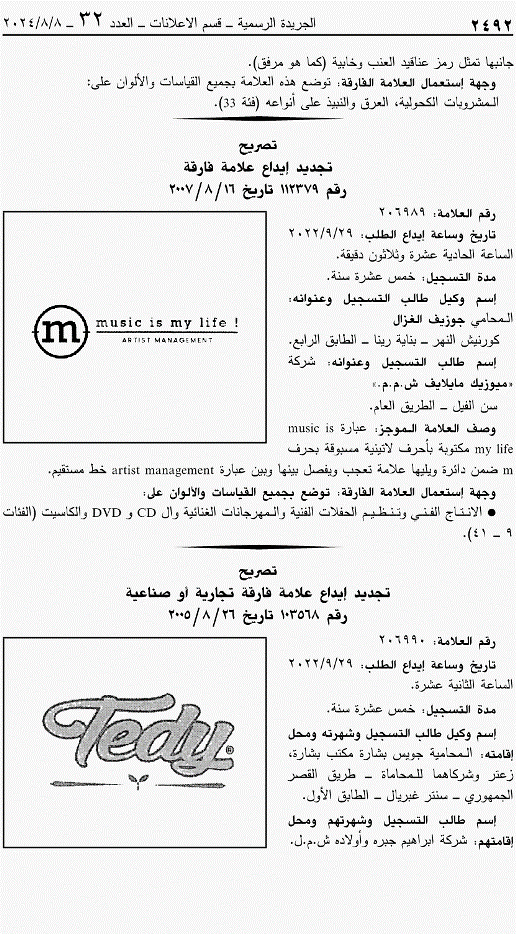 ٢٤٩٢
الجريدة الرسمية ــ قسم الاعلانات ــ العدد ٣٢ ــ ٢٠٢٤/٨/٨
جانبها تمثل رمز عناقيد العنب وخابية (كما هو مرفق).
وجهة إستعمال العلامة الفارقة: توضع هذه العلامة بجميع القياسات والألوان على:
المشروبات الكحولية، العرق والنبيذ على أنواعه (فئة 33).
تصريح
تجديد إيداع علامة فارقة
رقم ١١٢٣٧٩ تاريخ ٢٠٠٧/٨/١٦
رقم العلامة: ٢٠٦٩٨٩
تاريخ وساعة إيداع الطلب: ٢٠٢٢/٩/٢٩
الساعة الحادية عشرة وثلاثون دقيقة.
مدة التسجيل: خمس عشرة سنة.
إسم وكيل طالب التسجيل وعنوانه:
المحامي جوزيف الغزال
كورنيش النهر ــ بناية رينا ــ الطابق الرابع.
إسم طالب التسجيل وعنوانه: شركة
«ميوزيك مايلايف ش.م.م.»
سن الفيل ــ الطريق العام.
وصف العلامة الموجز: عبارة music is
my life مكتوبة بأحرف لاتينية مسبوقة بحرف
m ضمن دائرة ويليها علامة تعجب ويفصل بينها وبين عبارة artist management خط مستقيم.
m
music is my life !
ARTIST MANAGEMENT
وجهة إستعمال العلامة الفارقة: توضع بجميع القياسات والألوان على:
● الانتاج الفني وتنظيم الحفلات الفنية والمهرجانات الغنائية وال CD و DVD والكاسيت (الفئات
٩ ــ ٤١).
تصريح
تجديد إيداع علامة فارقة تجارية أو صناعية
رقم ١٠٣٥٦٨ تاريخ ٢٠٠٥/٨/٢٦
رقم العلامة: ٢٠٦٩٩٠
تاريخ وساعة إيداع الطلب: ٢٠٢٢/٩/٢٩
الساعة الثانية عشرة.
مدة التسجيل: خمس عشرة سنة.
إسم وكيل طالب التسجيل وشهرته ومحل
إقامته: المحامية جويس بشارة مكتب بشارة،
زعتر وشركاهما للمحاماة ــ طريق القصر
الجمهوري ــ سنتر غبريال ــ الطابق الأول.
إسم طالب التسجيل وشهرتهم ومحل
إقامتهم: شركة ابراهيم جبره وأولاده ش.م.ل.
Tedy®